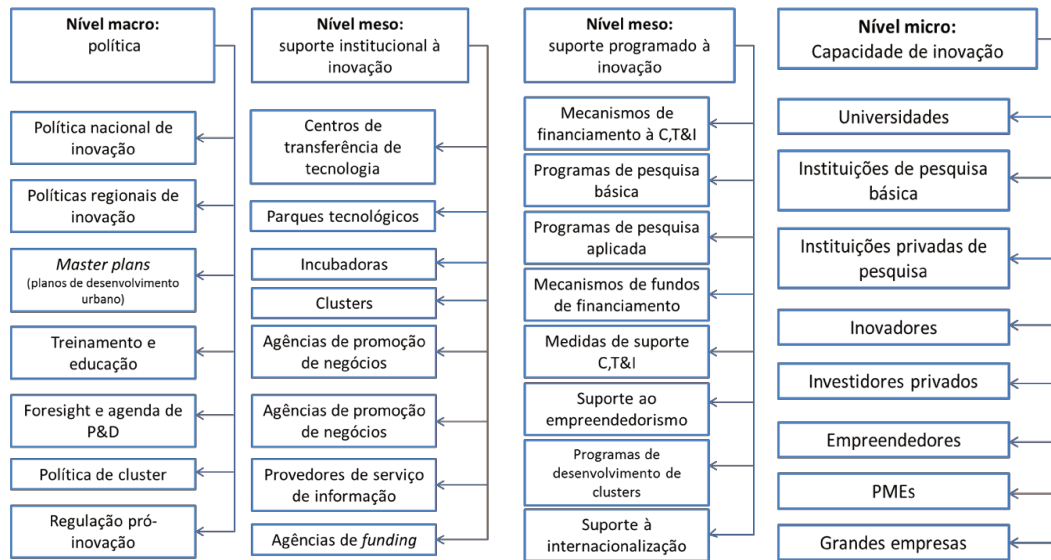 Nível macro:
política
Política nacional de
inovação
Políticas regionais de
inovação
Master plans
(planos de desenvolvimento
urbano)
Treinamento e
educação
Foresight e agenda de
P&D
Política de cluster
Regulação pró-
inovação
Nível meso:
suporte institucional à
inovação
Centros de
transferência de
tecnologia
Parques tecnológicos
Incubadoras
Clusters
Agências de promoção
de negócios
Agências de promoção
de negócios
Provedores de serviço
de informação
Agências de funding
Nível meso:
suporte programado à
inovação
Mecanismos de
financiamento à C,T&I
Programas de pesquisa
básica
Programas de pesquisa
aplicada
Mecanismos de fundos
de financiamento
Medidas de suporte
C,T&I
Suporte ao
empreendedorismo
Programas de
desenvolvimento de
clusters
Suporte à
internacionalização
Nível micro:
Capacidade de inovação
Universidades
Instituições de pesquisa
básica
Instituições privadas de
pesquisa
Inovadores
Investidores privados
Empreendedores
PMEs
Grandes empresas